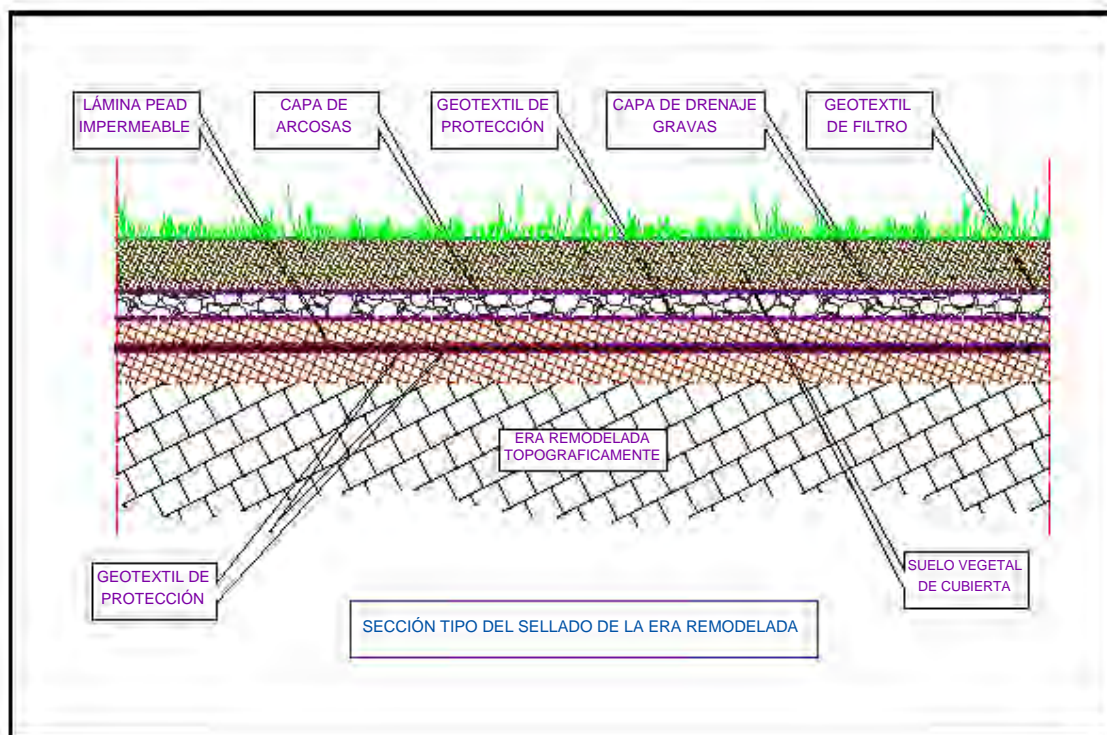 LÁMINA PEAD
IMPERMEABLE
CAPA DE
ARCOSAS
GEOTEXTIL DE
PROTECCIÓN
CAPA DE DRENAJE
GRAVAS
GEOTEXTIL
DE FILTRO
ERA REMODELADA
TOPOGRAFICAMENTE
GEOTEXTIL DE
PROTECCIÓN
SUELO VEGETAL
DE CUBIERTA
SECCIÓN TIPO DEL SELLADO DE LA ERA REMODELADA